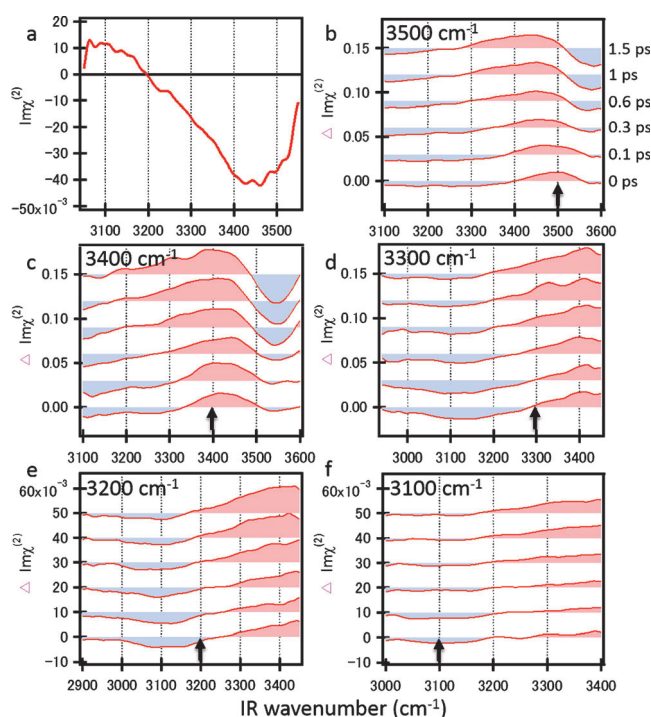 a
20
10
0
−10
−20
−30
−40
−50x10⁻³
Imχ⁽²⁾
3100 3200 3300 3400 3500
b 3500 cm⁻¹
0.15
0.10
0.05
0.00
△ Imχ⁽²⁾
1.5 ps
1 ps
0.6 ps
0.3 ps
0.1 ps
0 ps
3100 3200 3300 3400 3500 3600
c 3400 cm⁻¹
0.15
0.10
0.05
0.00
△ Imχ⁽²⁾
3100 3200 3300 3400 3500 3600
d 3300 cm⁻¹
0.15
0.10
0.05
0.00
△ Imχ⁽²⁾
3000 3100 3200 3300 3400
e 3200 cm⁻¹
60x10⁻³
50
40
30
20
10
0
−10
△ Imχ⁽²⁾
2900 3000 3100 3200 3300 3400
f 3100 cm⁻¹
60x10⁻³
50
40
30
20
10
0
−10
△ Imχ⁽²⁾
3000 3100 3200 3300 3400
IR wavenumber (cm⁻¹)